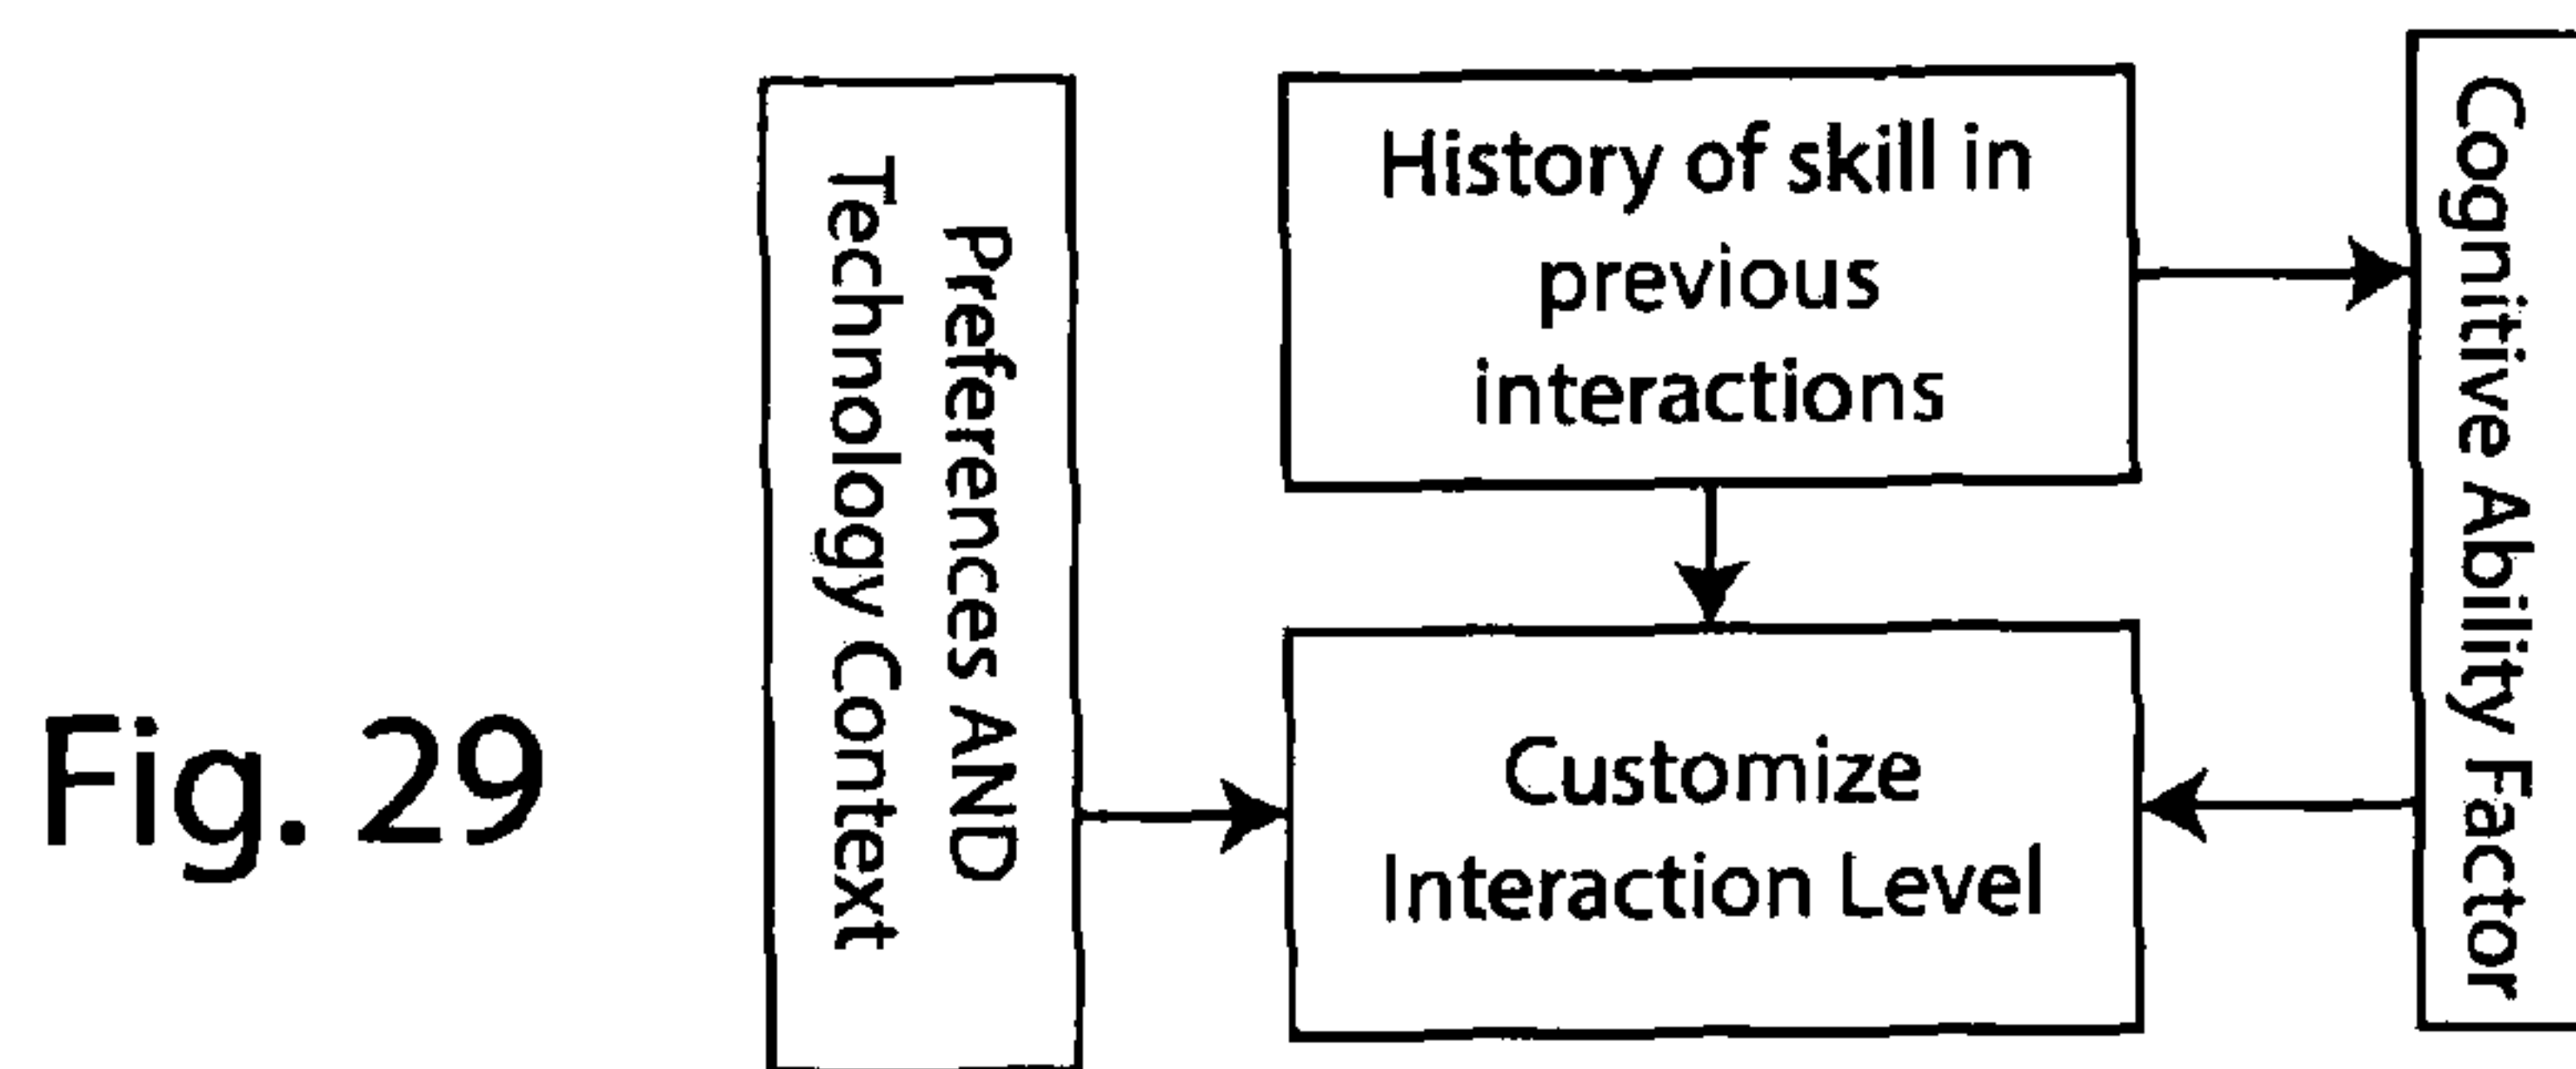 Fig. 29
Preferences AND
Technology Context
History of skill in
previous
interactions
Customize
Interaction Level
Cognitive Ability Factor